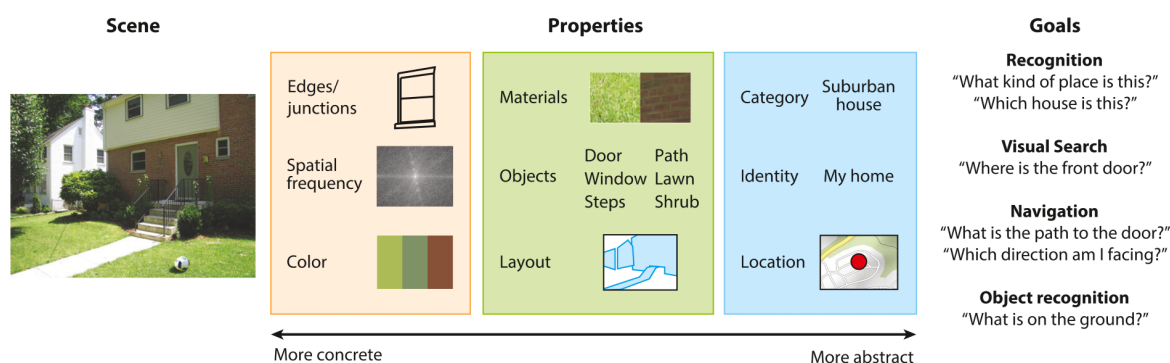 Scene
Properties
Goals
Edges/
junctions
Spatial
frequency
Color
Materials
Objects
Door
Path
Window
Lawn
Steps
Shrub
Layout
Category
Suburban
house
Identity
My home
Location
Recognition
“What kind of place is this?”
“Which house is this?”
Visual Search
“Where is the front door?”
Navigation
“What is the path to the door?”
“Which direction am I facing?”
Object recognition
“What is on the ground?”
More concrete
More abstract